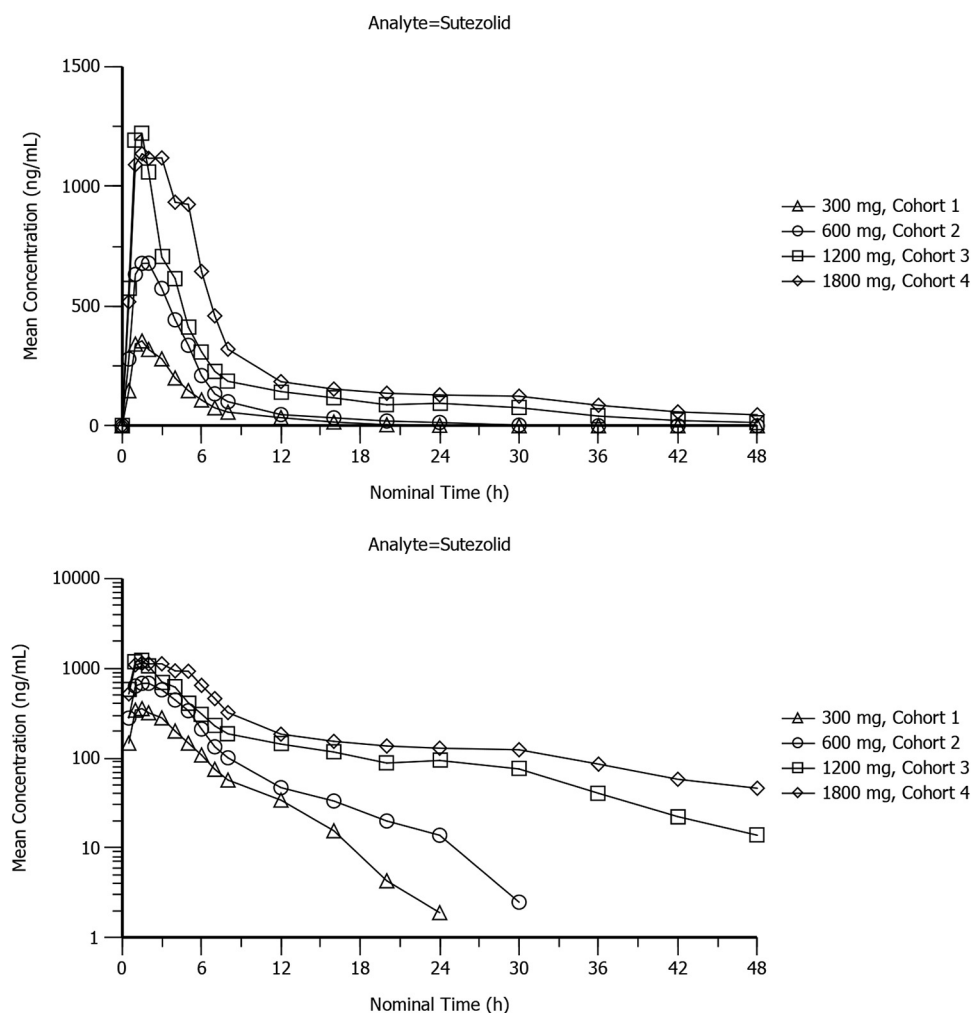 Analyte=Sutezolid
1500
1000
500
0
Mean Concentration (ng/mL)
0 6 12 18 24 30 36 42 48
Nominal Time (h)
300 mg, Cohort 1
600 mg, Cohort 2
1200 mg, Cohort 3
1800 mg, Cohort 4
Analyte=Sutezolid
10000
1000
100
10
1
Mean Concentration (ng/mL)
0 6 12 18 24 30 36 42 48
Nominal Time (h)
300 mg, Cohort 1
600 mg, Cohort 2
1200 mg, Cohort 3
1800 mg, Cohort 4